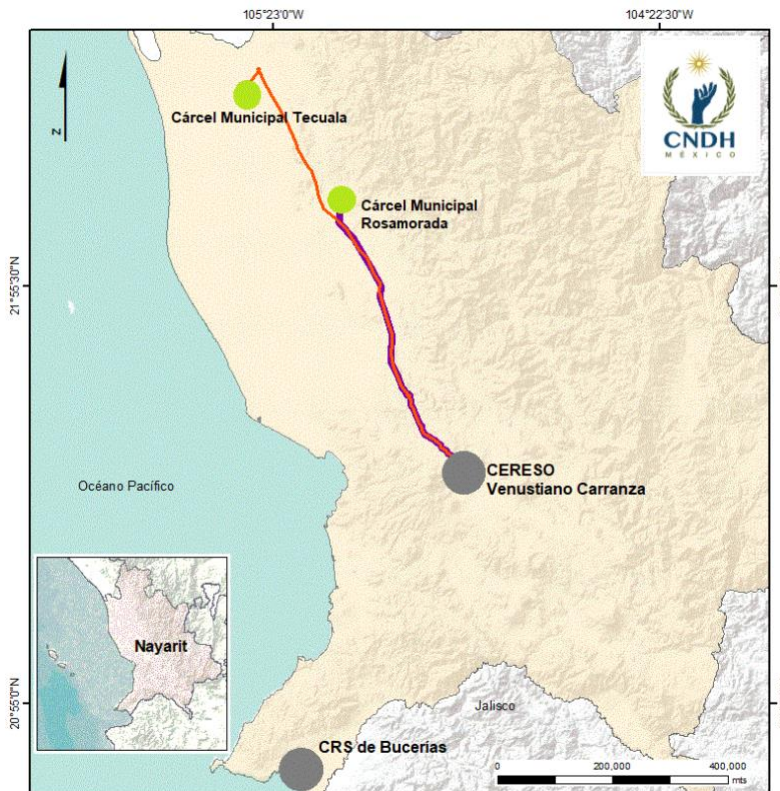 105°23'0"W
104°22'30"W
N
CNDH
MÉXICO
Cárcel Municipal Tecuala
Cárcel Municipal
Rosamorada
21°55'30"N
CERESO
Venustiano Carranza
Océano Pacífico
Nayarit
20°55'0"N
Jalisco
CRS de Bucerías
0
200,000
400,000
mts